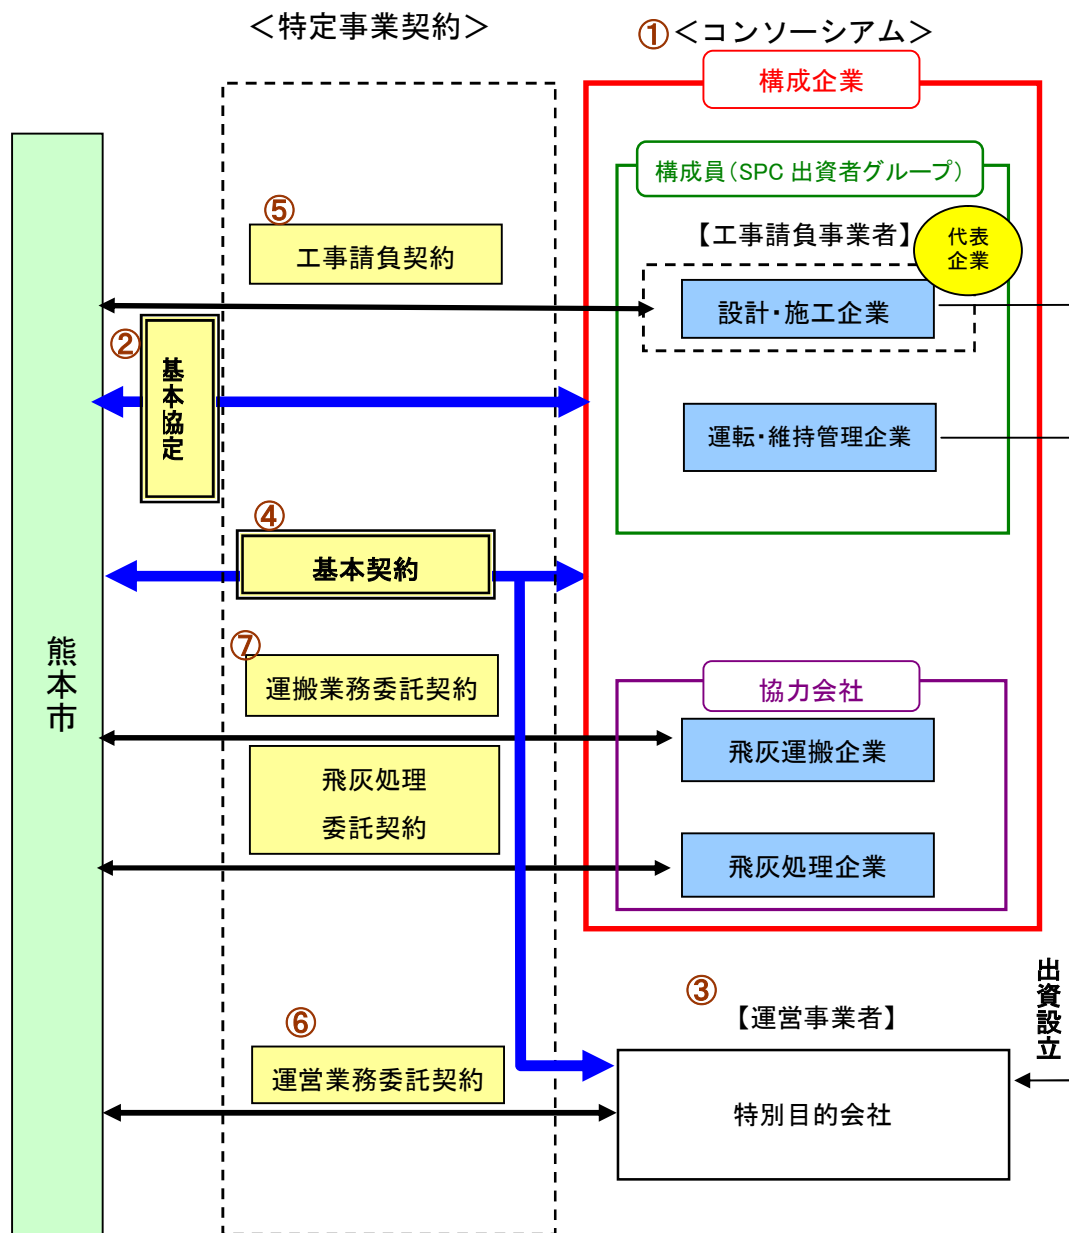 ＜特定事業契約＞
①＜コンソーシアム＞
構成企業
構成員（SPC 出資者グループ）
【工事請負事業者】
代表
企業
⑤
工事請負契約
設計・施工企業
②
基本協定
運転・維持管理企業
④
基本契約
熊本市
⑦
運搬業務委託契約
協力会社
飛灰運搬企業
飛灰処理
委託契約
飛灰処理企業
出資設立
③
【運営事業者】
⑥
運営業務委託契約
特別目的会社